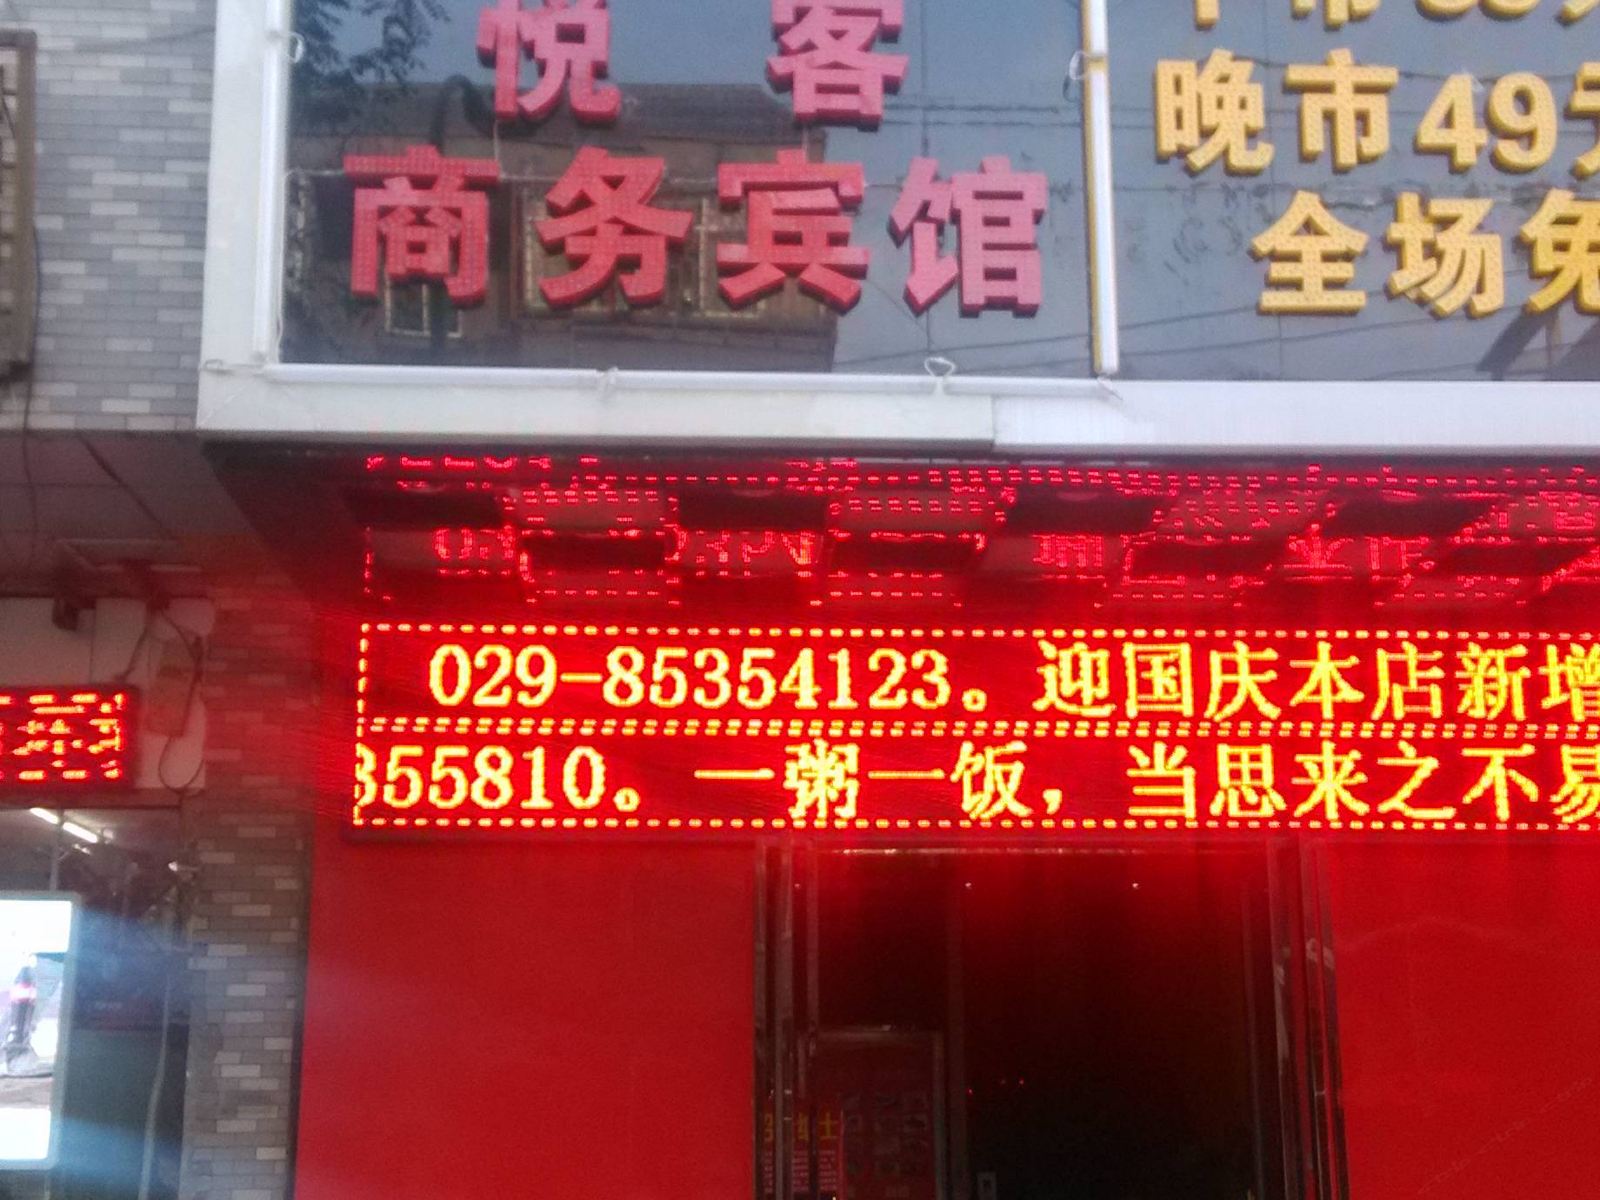 悦客
商务宾馆
晚市49元
全场免
029-85354123。迎国庆本店新增
355810。一粥一饭，当思来之不易